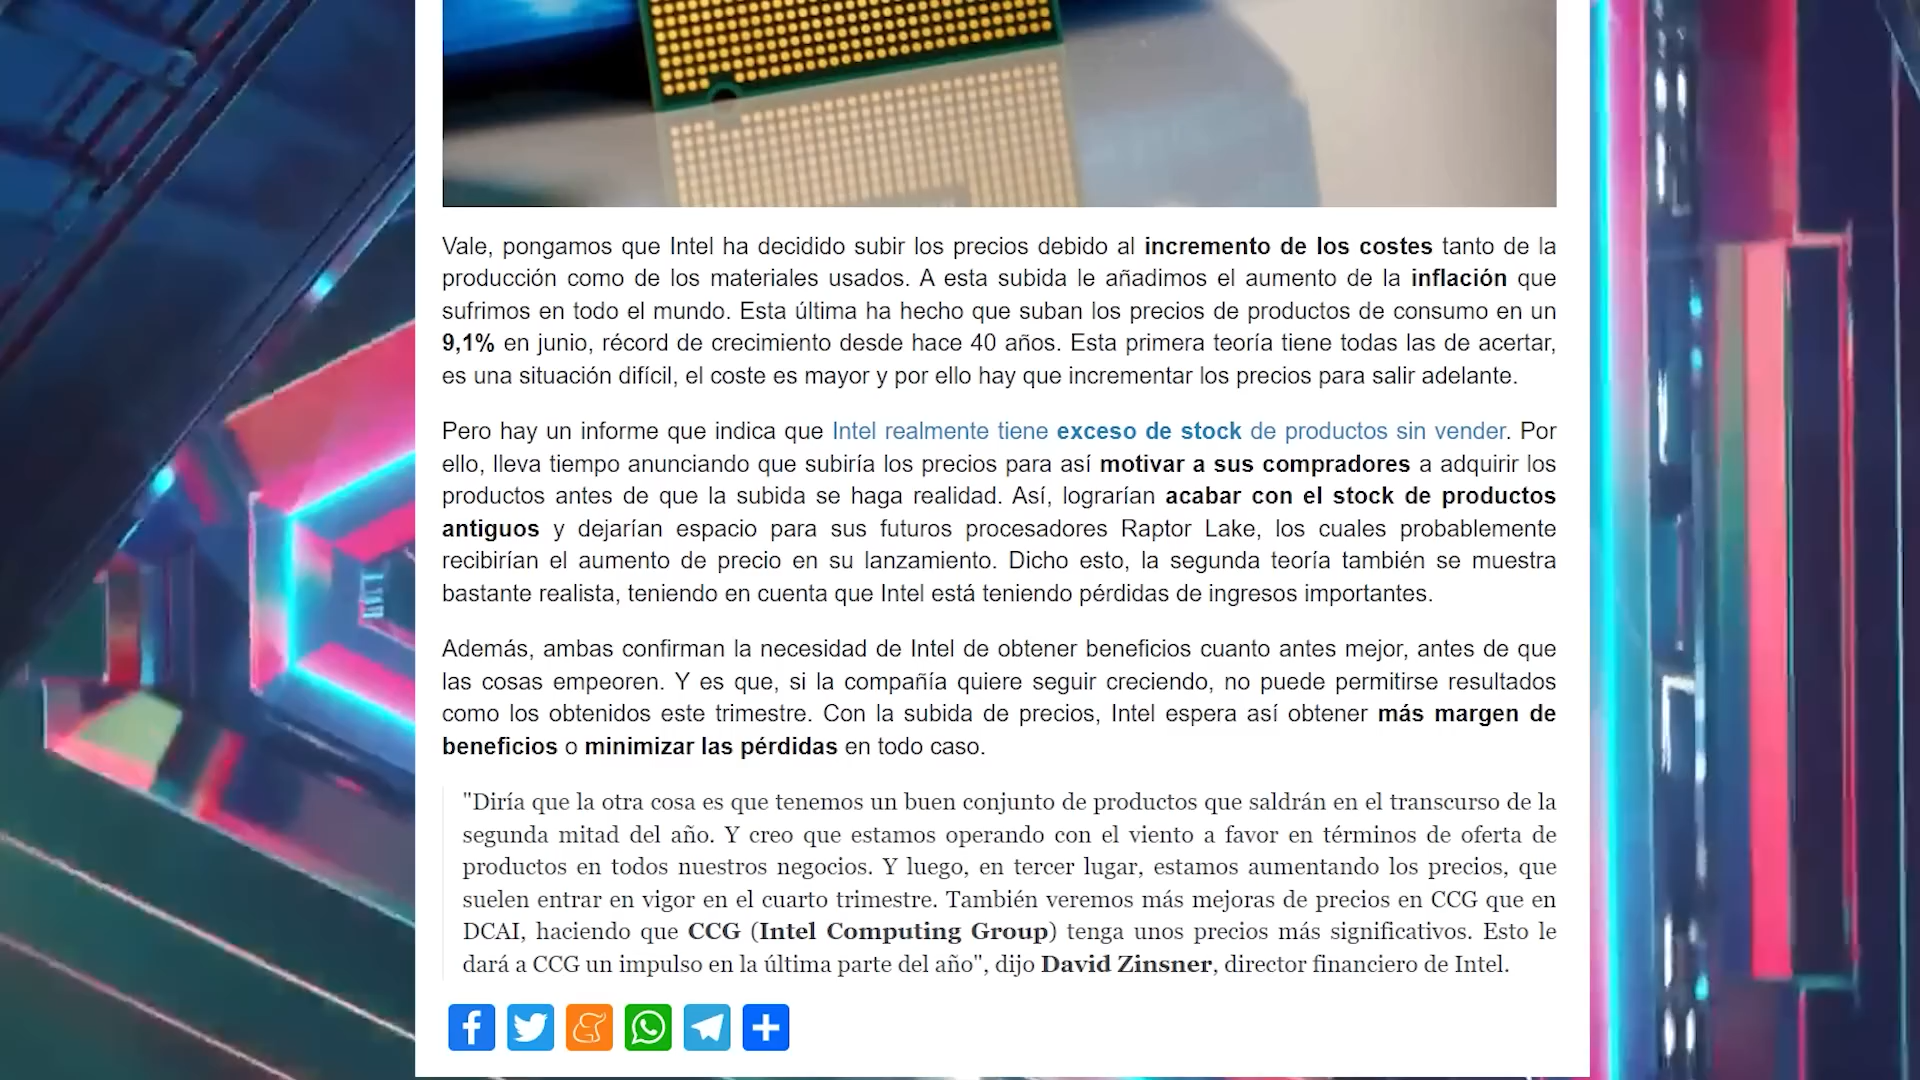 Vale, pongamos que Intel ha decidido subir los precios debido al incremento de los costes tanto de la
producción como de los materiales usados. A esta subida le añadimos el aumento de la inflación que
sufrimos en todo el mundo. Esta última ha hecho que suban los precios de productos de consumo en un
9,1% en junio, récord de crecimiento desde hace 40 años. Esta primera teoría tiene todas las de acertar,
es una situación difícil, el coste es mayor y por ello hay que incrementar los precios para salir adelante.
Pero hay un informe que indica que Intel realmente tiene exceso de stock de productos sin vender. Por
ello, lleva tiempo anunciando que subiría los precios para así motivar a sus compradores a adquirir los
productos antes de que la subida se haga realidad. Así, lograrían acabar con el stock de productos
antiguos y dejarían espacio para sus futuros procesadores Raptor Lake, los cuales probablemente
recibirían el aumento de precio en su lanzamiento. Dicho esto, la segunda teoría también se muestra
bastante realista, teniendo en cuenta que Intel está teniendo pérdidas de ingresos importantes.
Además, ambas confirman la necesidad de Intel de obtener beneficios cuanto antes mejor, antes de que
las cosas empeoren. Y es que, si la compañía quiere seguir creciendo, no puede permitirse resultados
como los obtenidos este trimestre. Con la subida de precios, Intel espera así obtener más margen de
beneficios o minimizar las pérdidas en todo caso.
"Diría que la otra cosa es que tenemos un buen conjunto de productos que saldrán en el transcurso de la
segunda mitad del año. Y creo que estamos operando con el viento a favor en términos de oferta de
productos en todos nuestros negocios. Y luego, en tercer lugar, estamos aumentando los precios, que
suelen entrar en vigor en el cuarto trimestre. También veremos más mejoras de precios en CCG que en
DCAI, haciendo que CCG (Intel Computing Group) tenga unos precios más significativos. Esto le
dará a CCG un impulso en la última parte del año", dijo David Zinsner, director financiero de Intel.